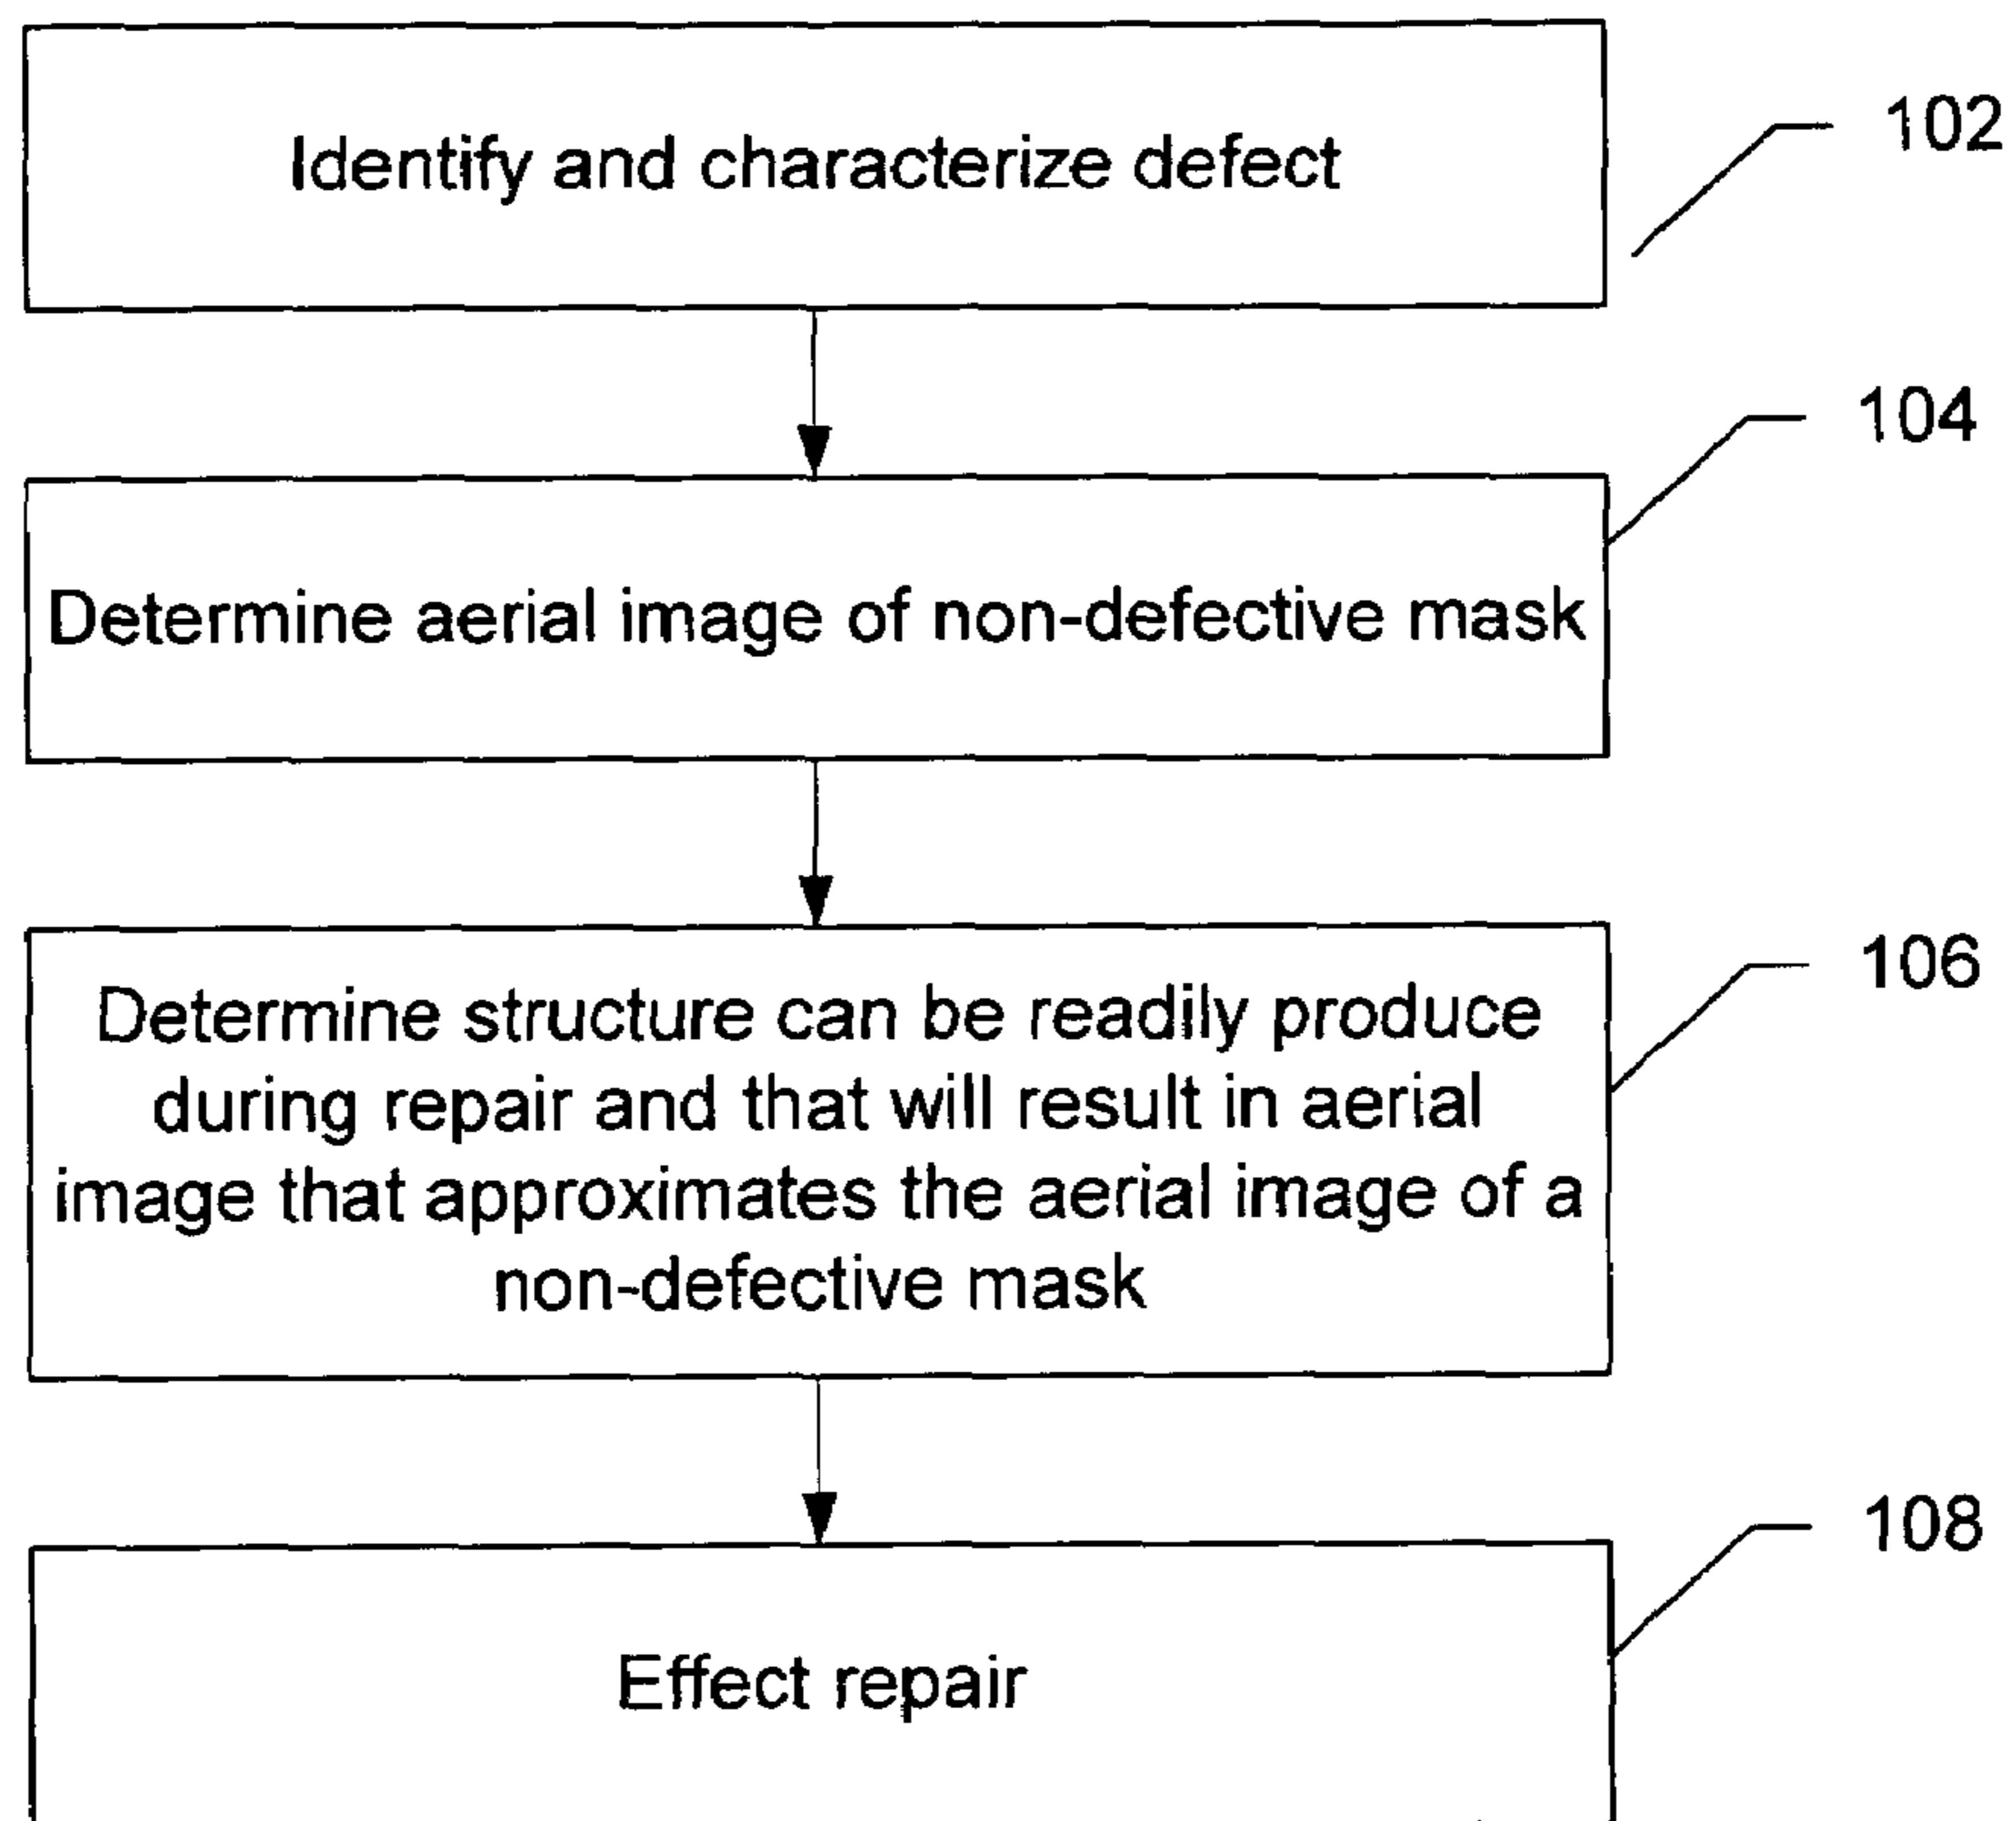 Identify and characterize defect
102
104
Determine aerial image of non-defective mask
106
Determine structure can be readily produce
during repair and that will result in aerial
image that approximates the aerial image of a
non-defective mask
108
Effect repair